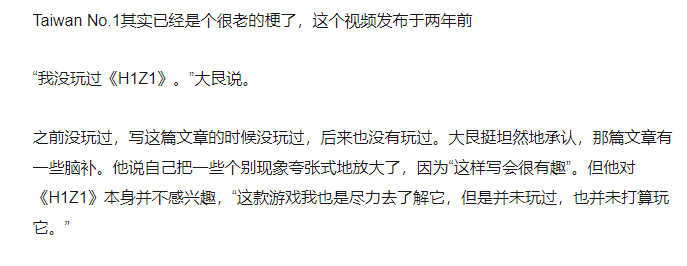 Taiwan No.1其实已经是个很老的梗了，这个视频发布于两年前
“我没玩过《H1Z1》。”大艮说。
之前没玩过，写这篇文章的时候没玩过，后来也没有玩过。大艮挺坦然地承认，那篇文章有
一些脑补。他说自己把一些个别现象夸张式地放大了，因为“这样写会很有趣”。但他对
《H1Z1》本身并不感兴趣，“这款游戏我也是尽力去了解它，但是并未玩过，也并未打算玩
它。”